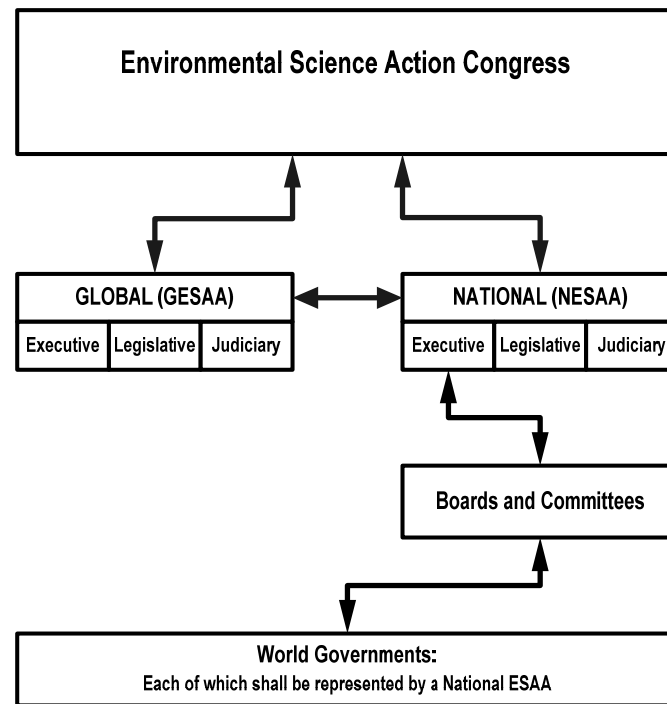 Environmental Science Action Congress
GLOBAL (GESAA)
NATIONAL (NESAA)
Executive
Legislative
Judiciary
Executive
Legislative
Judiciary
Boards and Committees
World Governments:
Each of which shall be represented by a National ESAA